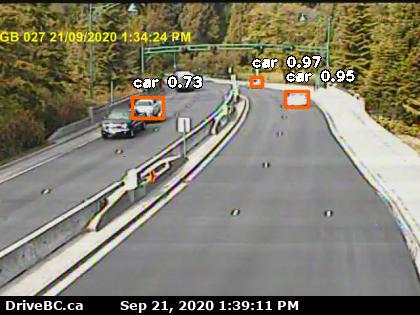 GB 027 21/09/2020 1:34:24 PM
car 0.97
car 0.73
car 0.95
DriveBC.ca
Sep 21, 2020 1:39:11 PM